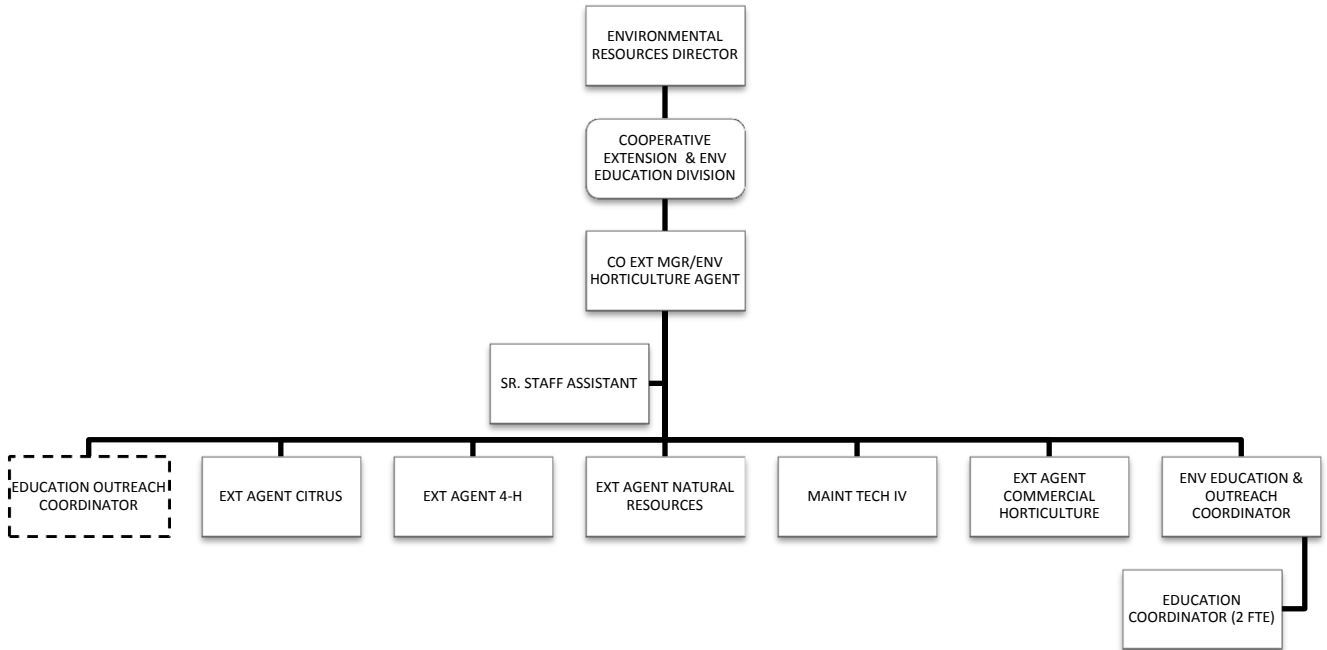 ENVIRONMENTAL
RESOURCES DIRECTOR
COOPERATIVE
EXTENSION & ENV
EDUCATION DIVISION
CO EXT MGR/ENV
HORTICULTURE AGENT
SR. STAFF ASSISTANT
EDUCATION OUTREACH
COORDINATOR
EXT AGENT CITRUS
EXT AGENT 4-H
EXT AGENT NATURAL
RESOURCES
MAINT TECH IV
EXT AGENT
COMMERCIAL
HORTICULTURE
ENV EDUCATION &
OUTREACH
COORDINATOR
EDUCATION
COORDINATOR (2 FTE)